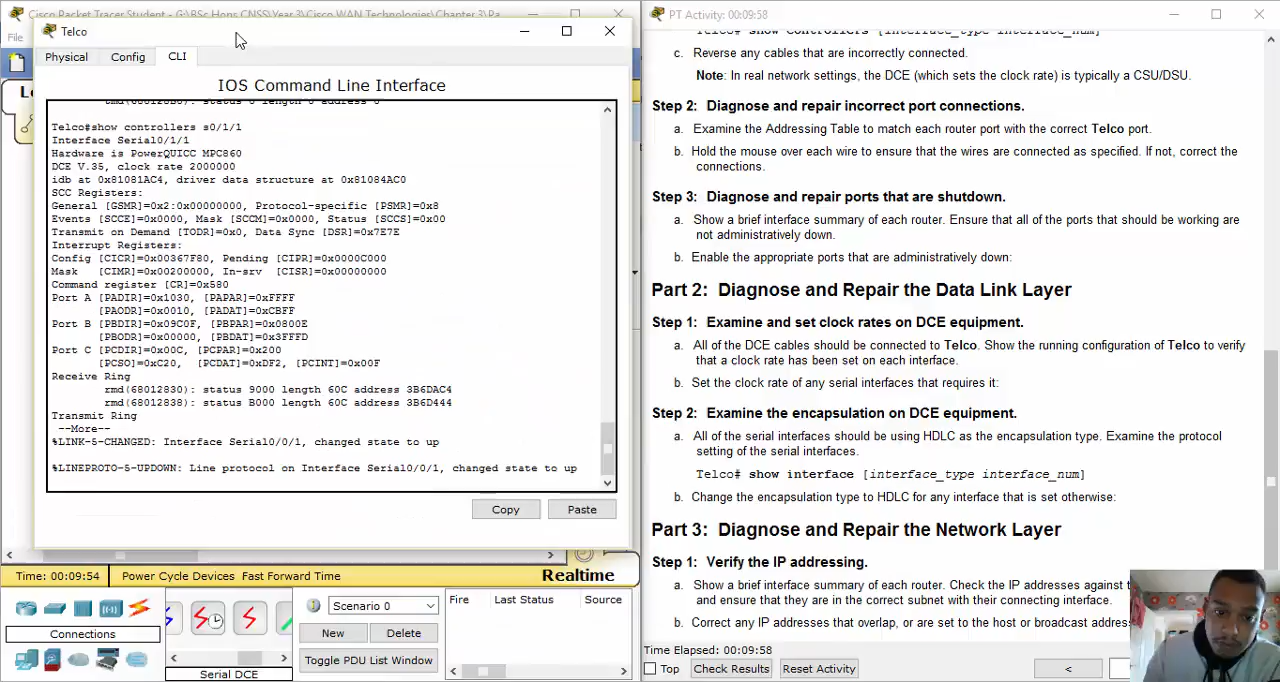 Cisco Packet Tracer Student - G:\BSc Hons CNSS\Year 3\Cisco WAN Technologies\Chapter 3\Pa
File
Telco
Physical
Config
CLI
IOS Command Line Interface
tmd(680128B0): status 0 length 0 address 0
Telco#show controllers s0/1/1
Interface Serial0/1/1
Hardware is PowerQUICC MPC860
DCE V.35, clock rate 2000000
idb at 0x81081AC4, driver data structure at 0x81084AC0
SCC Registers:
General [GSMR]=0x2:0x00000000, Protocol-specific [PSMR]=0x8
Events [SCCE]=0x0000, Mask [SCCM]=0x0000, Status [SCCS]=0x00
Transmit on Demand [TODR]=0x0, Data Sync [DSR]=0x7E7E
Interrupt Registers:
Config [CICR]=0x00367F80, Pending [CIPR]=0x0000C000
Mask   [CIMR]=0x00200000, In-srv  [CISR]=0x00000000
Command register [CR]=0x580
Port A [PADIR]=0x1030, [PAPAR]=0xFFFF
[PAODR]=0x0010, [PADAT]=0xCBFF
Port B [PBDIR]=0x09C0F, [PBPAR]=0x0800E
[PBODR]=0x00000, [PBDAT]=0x3FFFD
Port C [PCDIR]=0x00C, [PCPAR]=0x200
[PCSO]=0xC20, [PCDAT]=0xDF2, [PCINT]=0x00F
Receive Ring
rmd(68012830): status 9000 length 60C address 3B6DAC4
rmd(68012838): status B000 length 60C address 3B6D444
Transmit Ring
--More--
%LINK-5-CHANGED: Interface Serial0/0/1, changed state to up
%LINEPROTO-5-UPDOWN: Line protocol on Interface Serial0/0/1, changed state to up
Copy
Paste
Time: 00:09:54
Power Cycle Devices  Fast Forward Time
Realtime
Connections
Serial DCE
Scenario 0
New
Delete
Toggle PDU List Window
Fire
Last Status
Source
PT Activity: 00:09:58
Telco# show controllers [interface_type interface_num]
c. Reverse any cables that are incorrectly connected.
Note: In real network settings, the DCE (which sets the clock rate) is typically a CSU/DSU.
Step 2: Diagnose and repair incorrect port connections.
a. Examine the Addressing Table to match each router port with the correct Telco port.
b. Hold the mouse over each wire to ensure that the wires are connected as specified. If not, correct the
connections.
Step 3: Diagnose and repair ports that are shutdown.
a. Show a brief interface summary of each router. Ensure that all of the ports that should be working are
not administratively down.
b. Enable the appropriate ports that are administratively down:
Part 2: Diagnose and Repair the Data Link Layer
Step 1: Examine and set clock rates on DCE equipment.
a. All of the DCE cables should be connected to Telco. Show the running configuration of Telco to verify
that a clock rate has been set on each interface.
b. Set the clock rate of any serial interfaces that requires it:
Step 2: Examine the encapsulation on DCE equipment.
a. All of the serial interfaces should be using HDLC as the encapsulation type. Examine the protocol
setting of the serial interfaces.
Telco# show interface [interface_type interface_num]
b. Change the encapsulation type to HDLC for any interface that is set otherwise:
Part 3: Diagnose and Repair the Network Layer
Step 1: Verify the IP addressing.
a. Show a brief interface summary of each router. Check the IP addresses against
and ensure that they are in the correct subnet with their connecting interface.
b. Correct any IP addresses that overlap, or are set to the host or broadcast
Time Elapsed: 00:09:58
Top
Check Results
Reset Activity
<